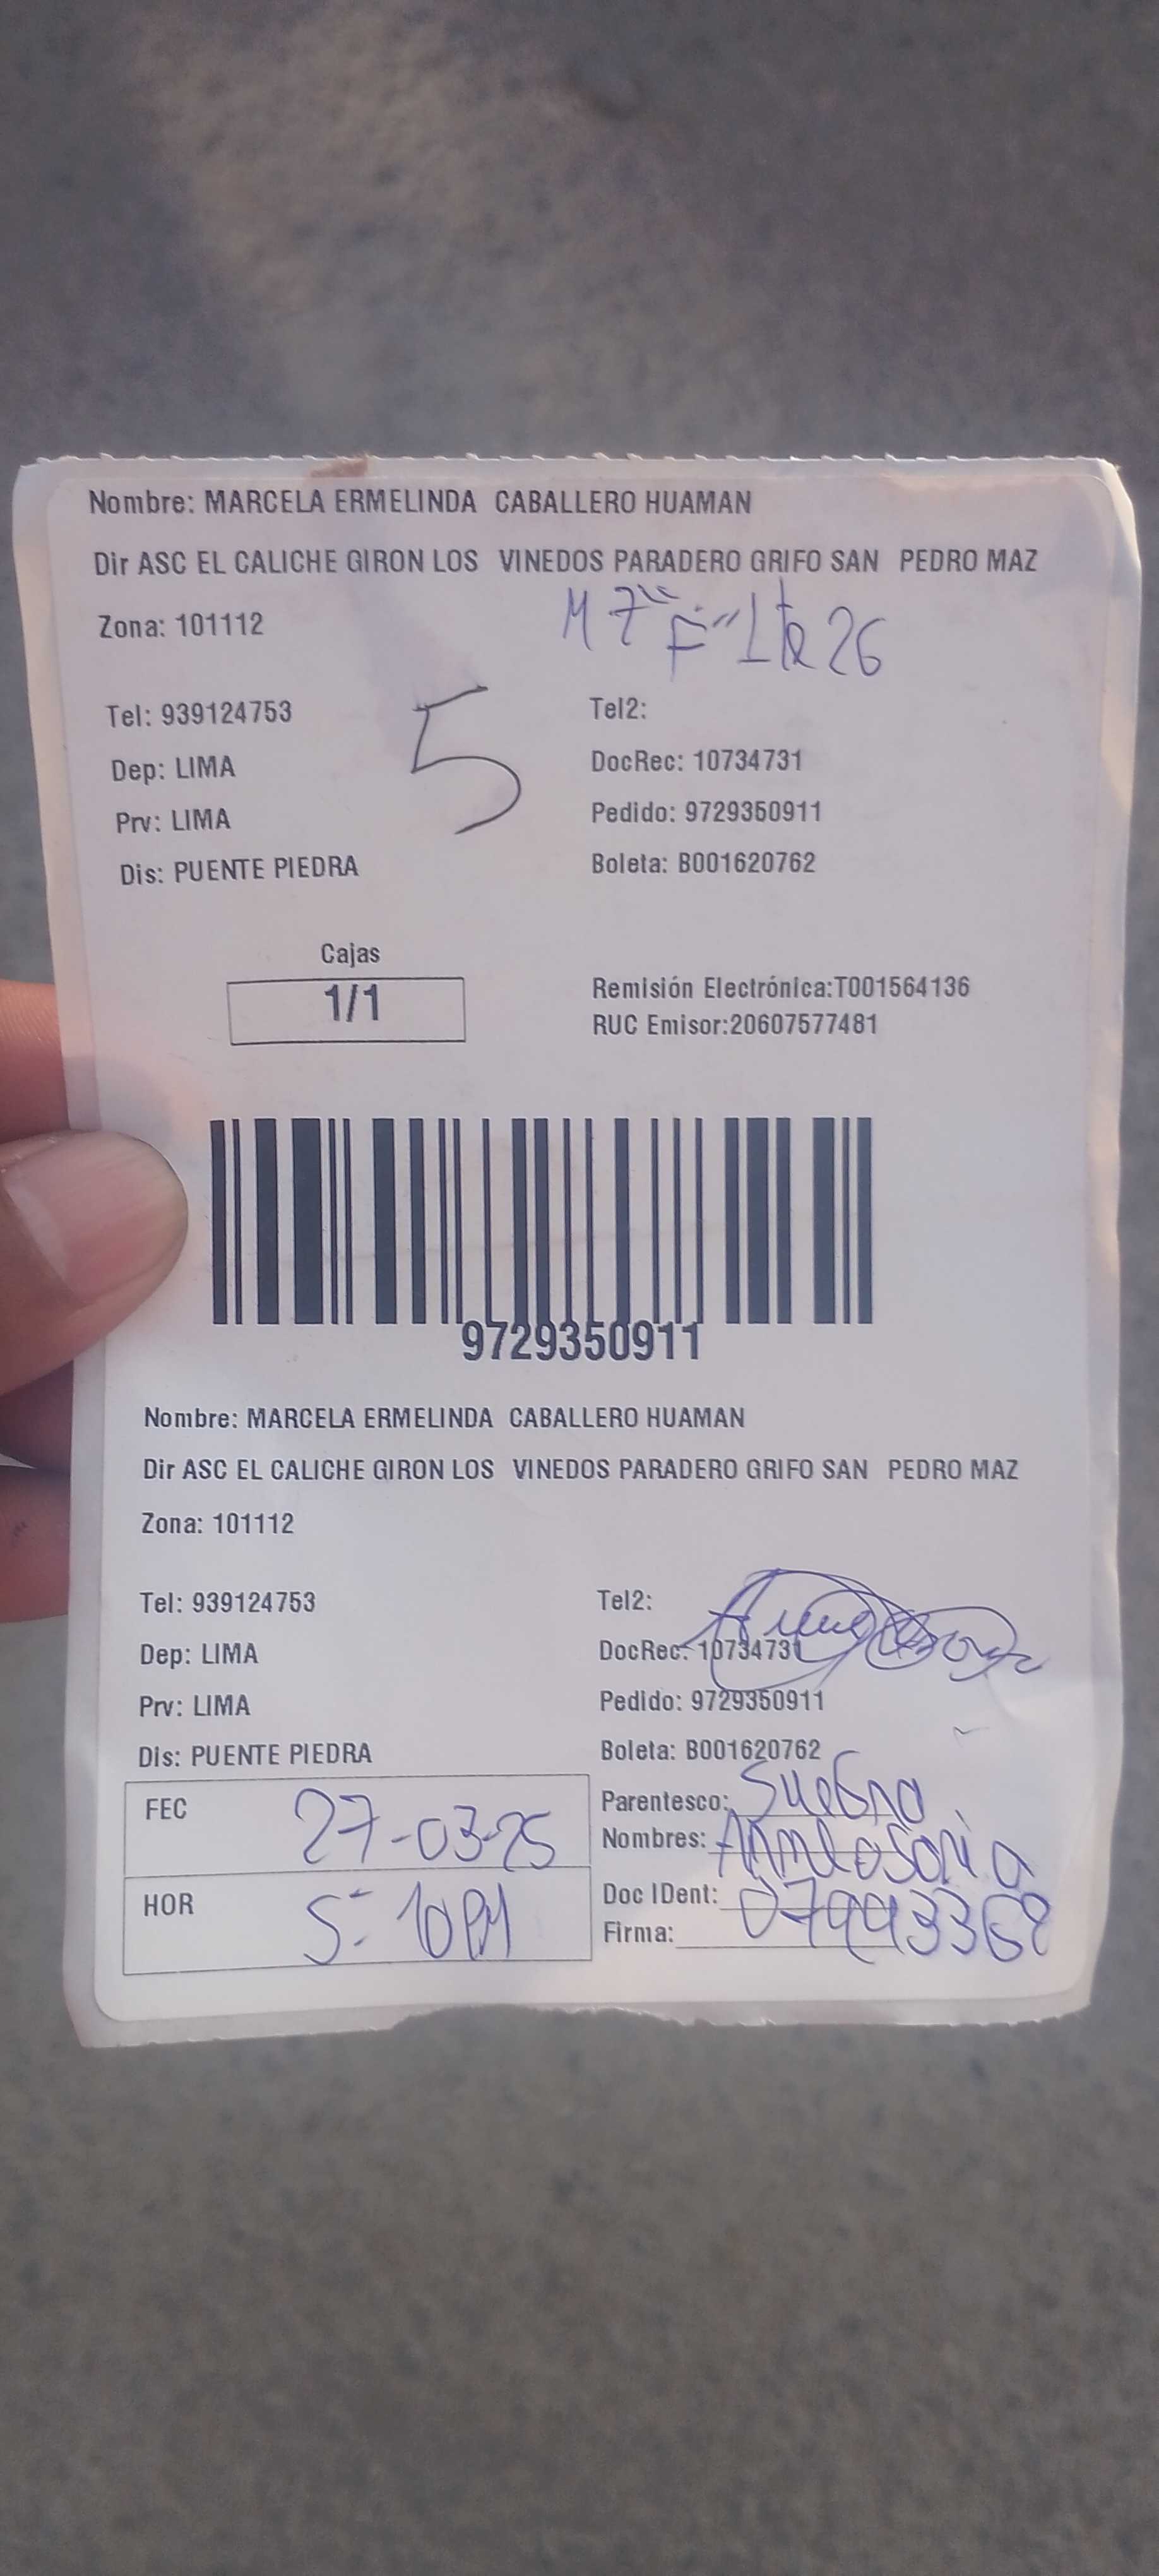 Nombre: MARCELA ERMELINDA CABALLERO HUAMAN
Dir ASC EL CALICHE GIRON LOS VINEDOS PARADERO GRIFO SAN PEDRO MAZ
Zona: 101112
M7 "F" Lte 26
5
Tel: 939124753 Tel2:
Dep: LIMA DocRec: 10734731
Prv: LIMA Pedido: 9729350911
Dis: PUENTE PIEDRA Boleta: B001620762
Cajas
1/1
Remisión Electrónica:T001564136
RUC Emisor:20607577481
9729350911
Nombre: MARCELA ERMELINDA CABALLERO HUAMAN
Dir ASC EL CALICHE GIRON LOS VINEDOS PARADERO GRIFO SAN PEDRO MAZ
Zona: 101112
Tel: 939124753 Tel2:
Dep: LIMA DocRec: 10734731
Prv: LIMA Pedido: 9729350911
Dis: PUENTE PIEDRA Boleta: B001620762
FEC 27-03-25
HOR 5:10PM
Parentesco: Suegra
Nombres:
Doc IDent: 07993368
Firma: